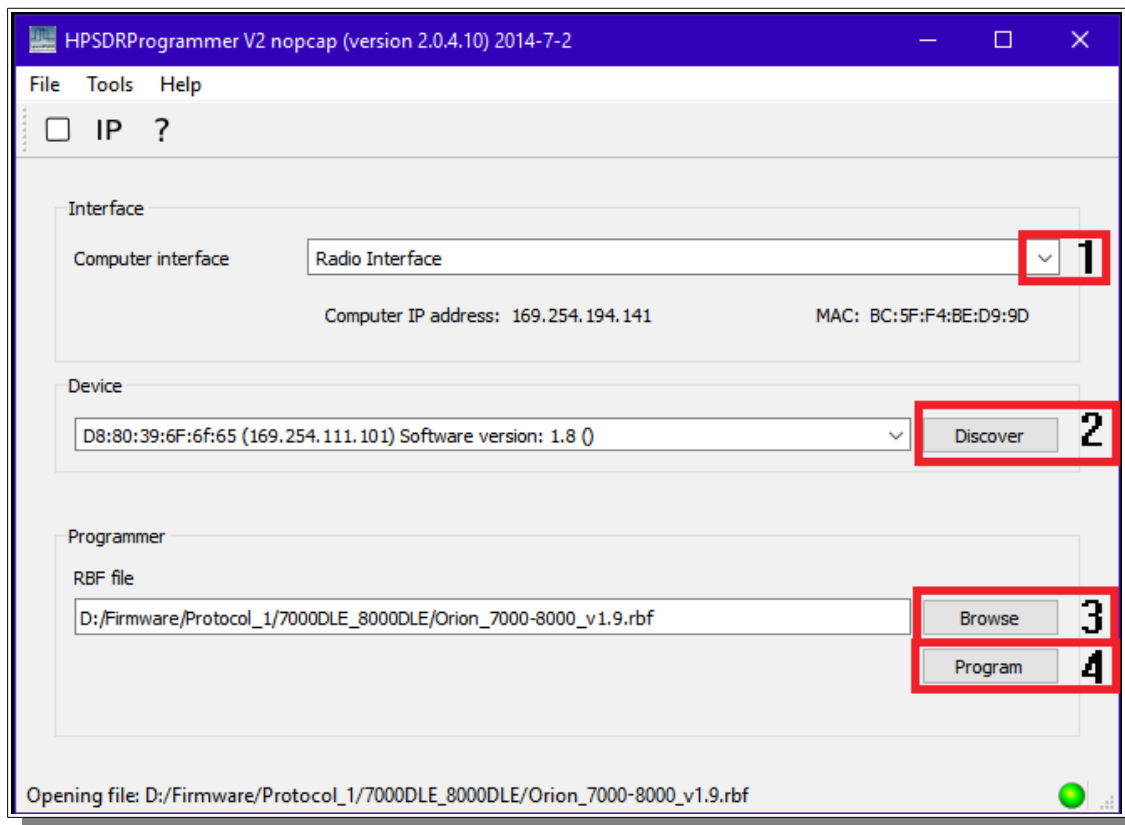 HPSDRProgrammer V2 nopcap (version 2.0.4.10) 2014-7-2
File Tools Help
IP ?
Interface
Computer interface Radio Interface 1
Computer IP address: 169.254.194.141 MAC: BC:5F:F4:BE:D9:9D
Device
D8:80:39:6F:6f:65 (169.254.111.101) Software version: 1.8 () Discover 2
Programmer
RBF file
D:/Firmware/Protocol_1/7000DLE_8000DLE/Orion_7000-8000_v1.9.rbf Browse 3
Program 4
Opening file: D:/Firmware/Protocol_1/7000DLE_8000DLE/Orion_7000-8000_v1.9.rbf